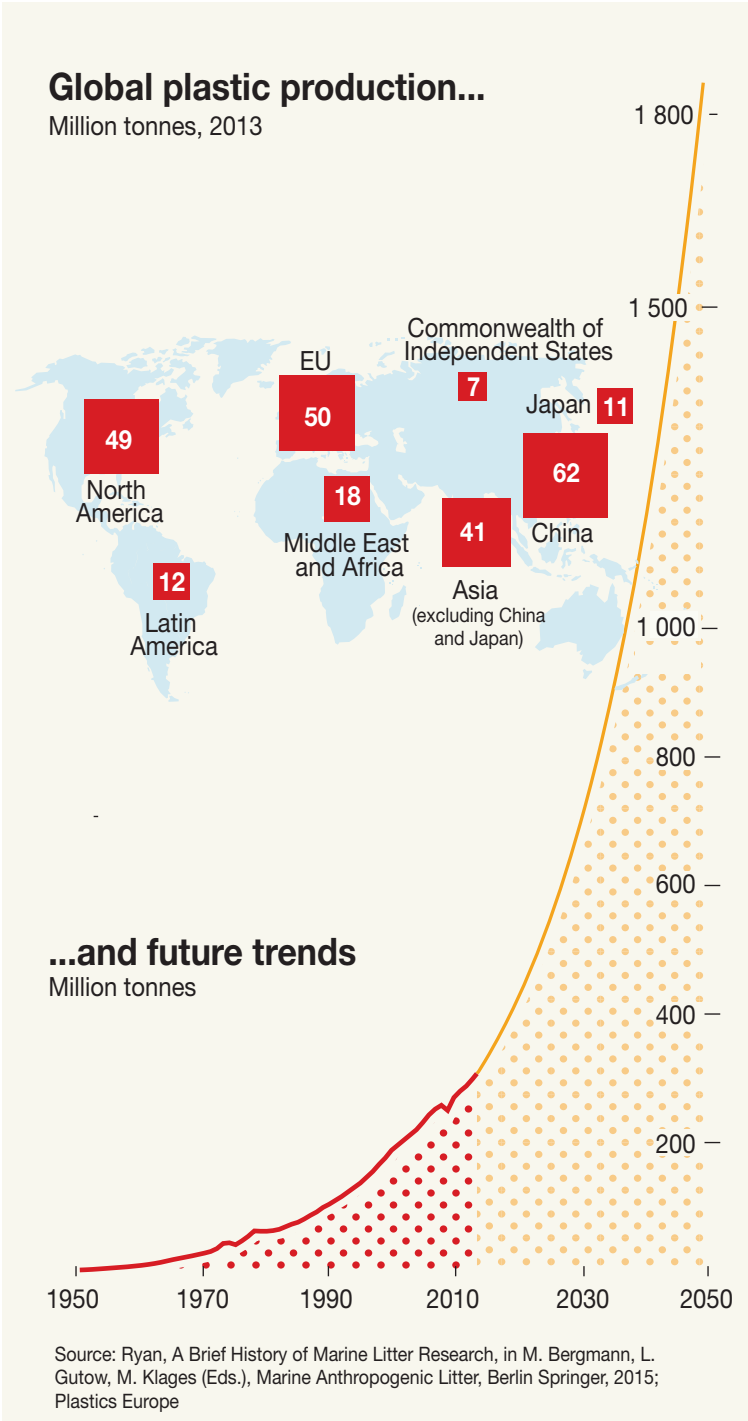 Global plastic production...
Million tonnes, 2013
1 800
1 500
Commonwealth of
Independent States
7
EU
50
Japan 11
49
North
America
62
China
18
Middle East
and Africa
41
Asia
(excluding China
and Japan)
12
Latin
America
1 000
800
600
...and future trends
Million tonnes
400
200
1950 1970 1990 2010 2030 2050
Source: Ryan, A Brief History of Marine Litter Research, in M. Bergmann, L.
Gutow, M. Klages (Eds.), Marine Anthropogenic Litter, Berlin Springer, 2015;
Plastics Europe